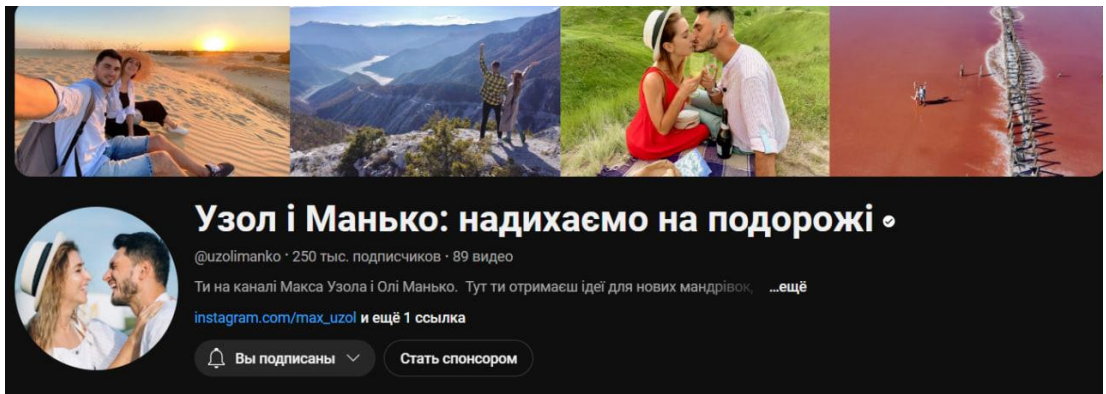 Узол і Манько: надихаємо на подорожі
@uzolimanko · 250 тыс. подписчиков · 89 видео
Ти на каналі Макса Узола і Олі Манько. Тут ти отримаєш ідеї для нових мандрівок, ...ещё
instagram.com/max_uzol и ещё 1 ссылка
Вы подписаны Стать спонсором